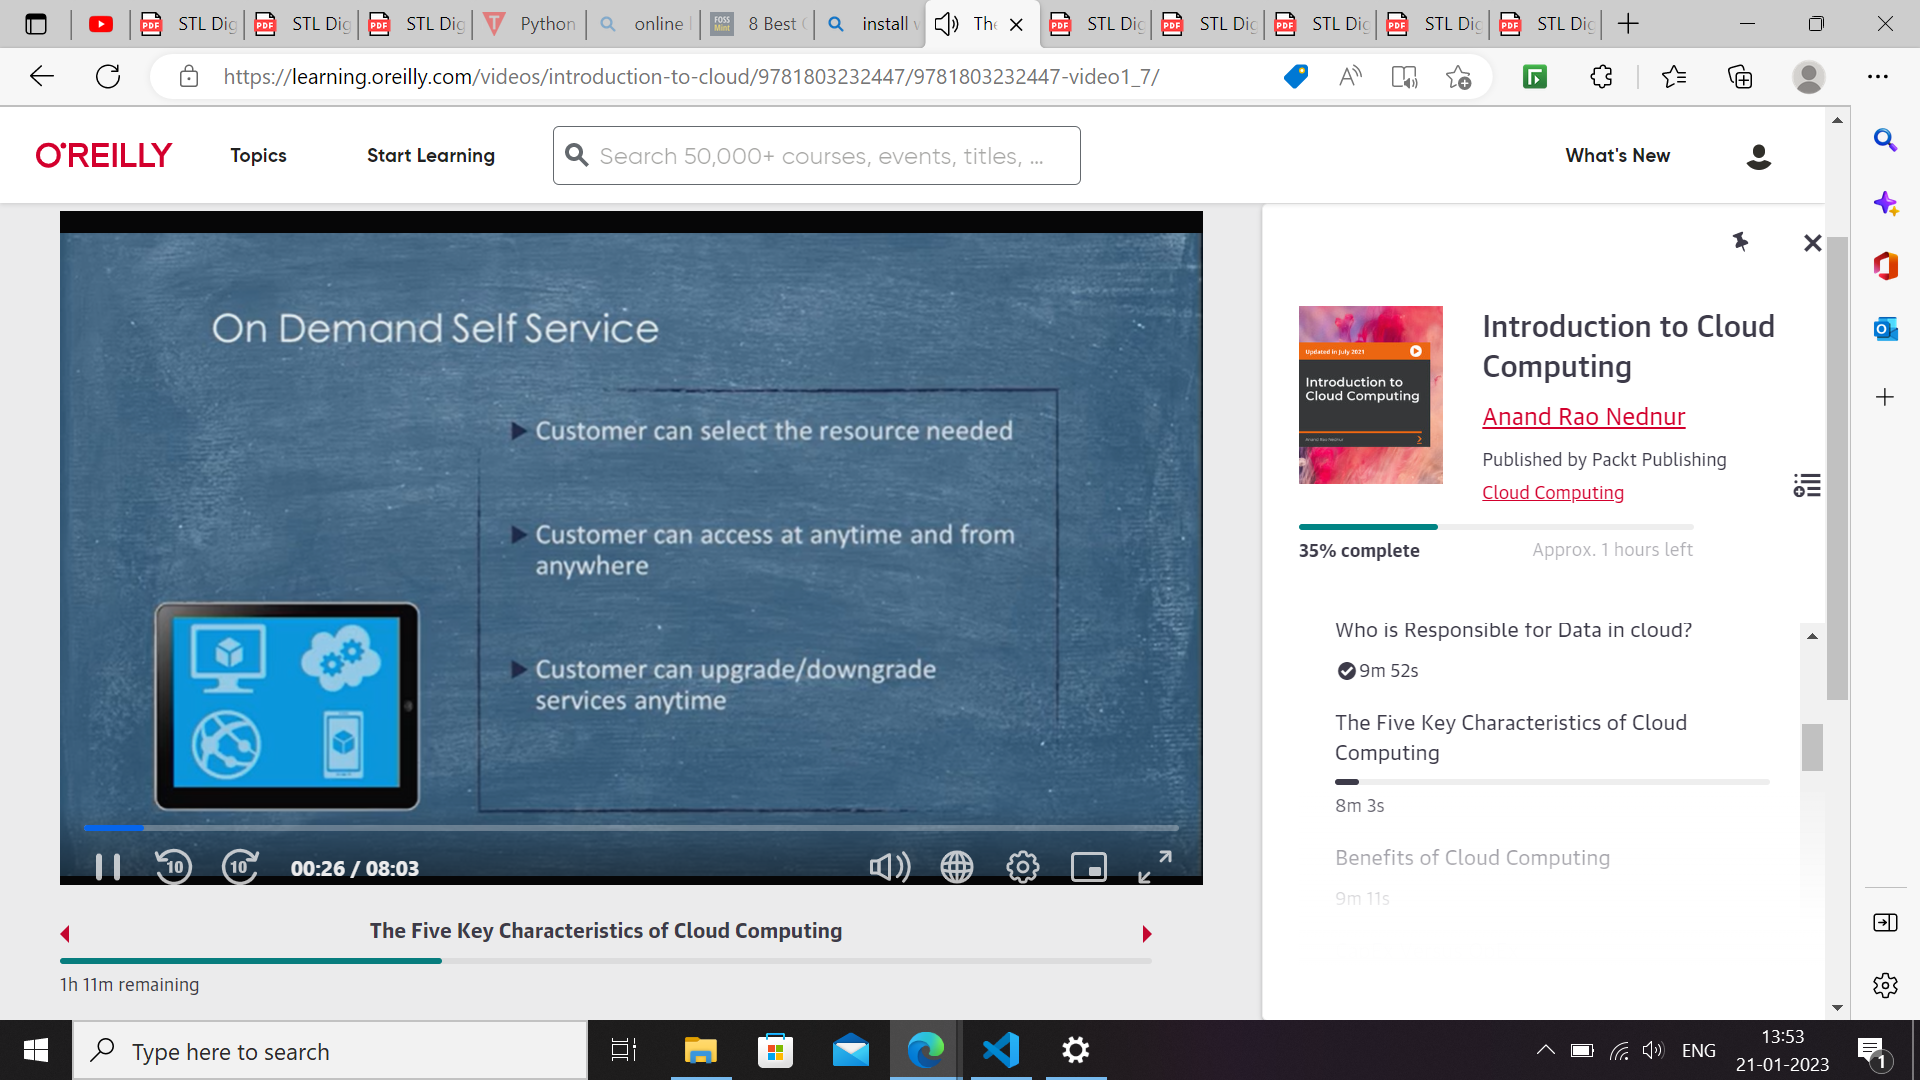 STL Dig
STL Dig
STL Dig
Python
online
8 Best
install
The
STL Dig
STL Dig
STL Dig
STL Dig
STL Dig
https://learning.oreilly.com/videos/introduction-to-cloud/9781803232447/9781803232447-video1_7/
O'REILLY
Topics
Start Learning
Search 50,000+ courses, events, titles, ...
What's New
On Demand Self Service
Customer can select the resource needed
Customer can access at anytime and from
anywhere
Customer can upgrade/downgrade
services anytime
10
10
00:26 / 08:03
The Five Key Characteristics of Cloud Computing
1h 11m remaining
Updated in July 2021
Introduction to
Cloud Computing
Anand Rao Nednur
Introduction to Cloud
Computing
Anand Rao Nednur
Published by Packt Publishing
Cloud Computing
35% complete
Approx. 1 hours left
Who is Responsible for Data in cloud?
9m 52s
The Five Key Characteristics of Cloud
Computing
8m 3s
Benefits of Cloud Computing
9m 11s
Type here to search
ENG
13:53
21-01-2023
1